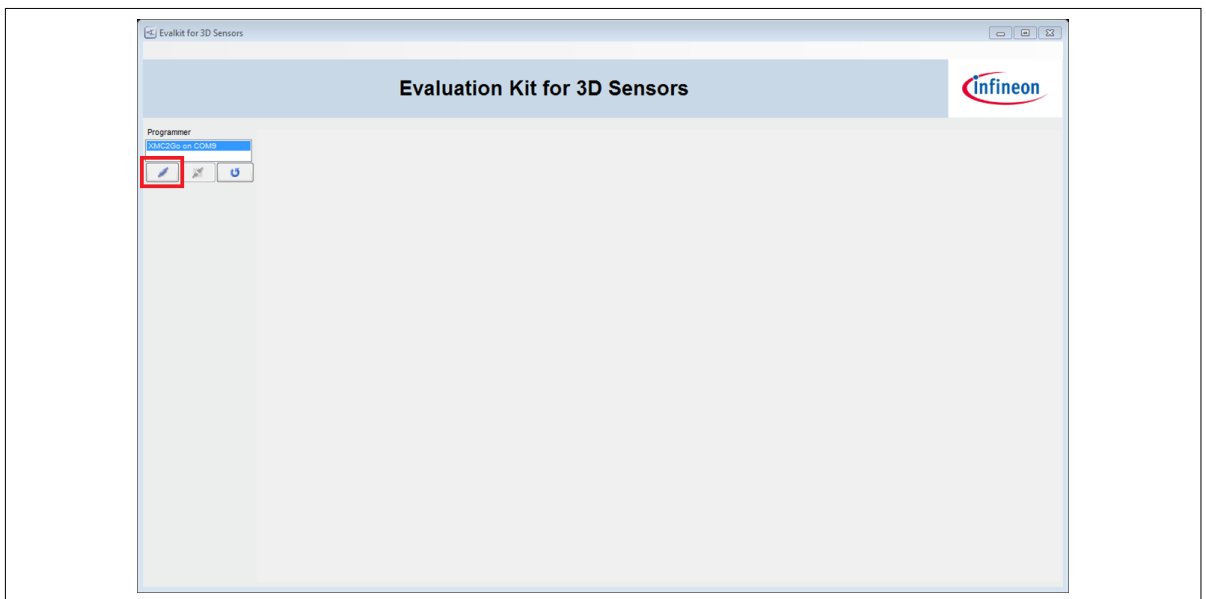 Evalkit for 3D Sensors
Evaluation Kit for 3D Sensors
infineon
Programmer
XMC2Go on COM9